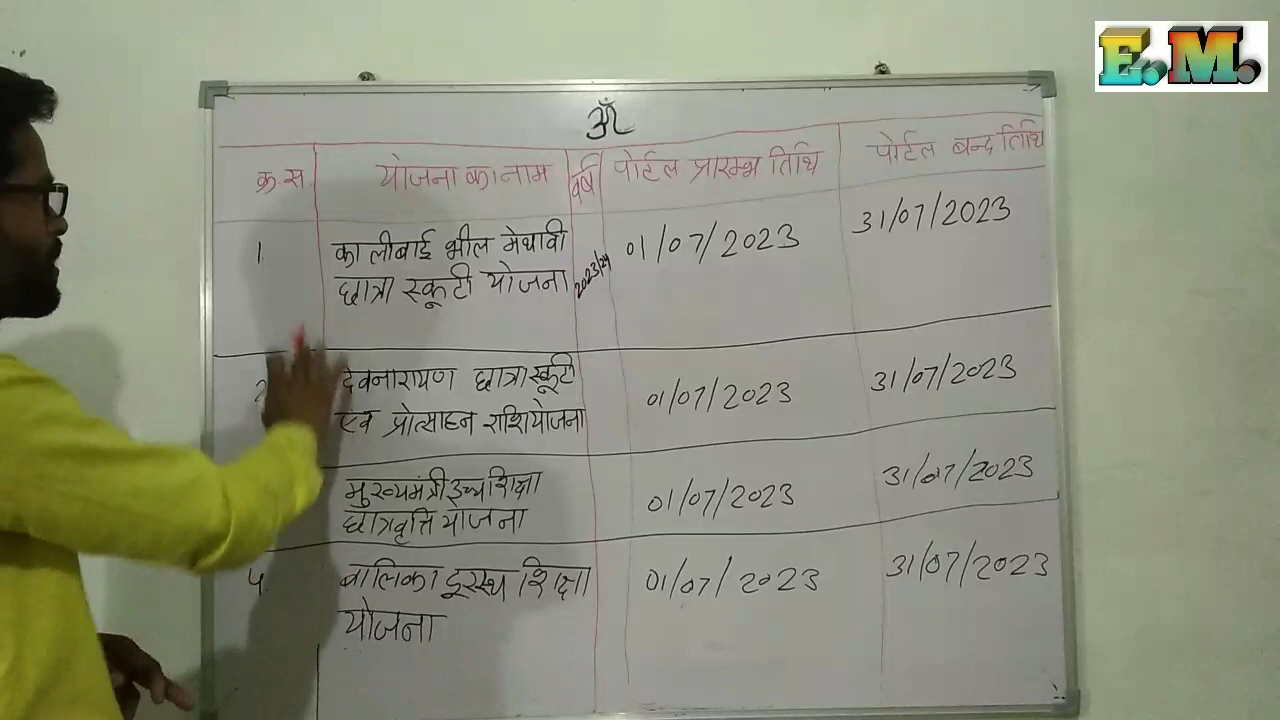 E.M.
ॐ
क्र.स. योजना का नाम वर्ष पोर्टल प्रारम्भ तिथि पोर्टल बन्द तिथि
1. कालीबाई भील मेधावी 01/07/2023 31/07/2023
छात्रा स्कूटी योजना 2023/24
2. देवनारायण छात्रा स्कूटी 01/07/2023 31/07/2023
एव प्रोत्साहन राशि योजना
मुख्यमंत्री उच्च शिक्षा 01/07/2023 31/07/2023
छात्रवृत्ति योजना
4. बालिका दूरस्थ शिक्षा 01/07/2023 31/07/2023
योजना